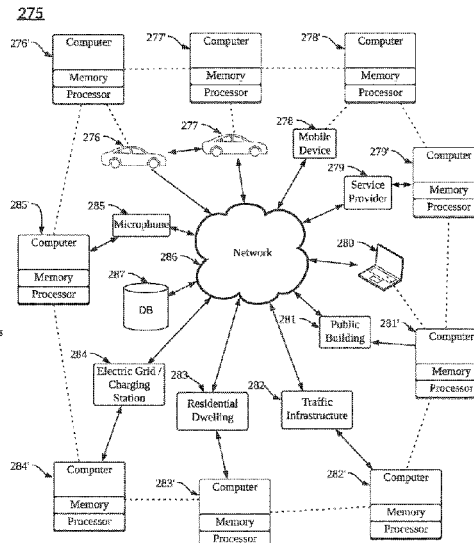 275
276'
Computer
Memory
Processor
277'
Computer
Memory
Processor
278'
Computer
Memory
Processor
276
277
278
Mobile
Device
279
Service
Provider
279'
Computer
Memory
Processor
285'
Computer
Memory
Processor
285
Microphone
286
Network
280
287
DB
281
Public
Building
281'
Computer
Memory
Processor
284
Electric Grid /
Charging
Station
283
Residential
Dwelling
282
Traffic
Infrastructure
284'
Computer
Memory
Processor
283'
Computer
Memory
Processor
282'
Computer
Memory
Processor
s